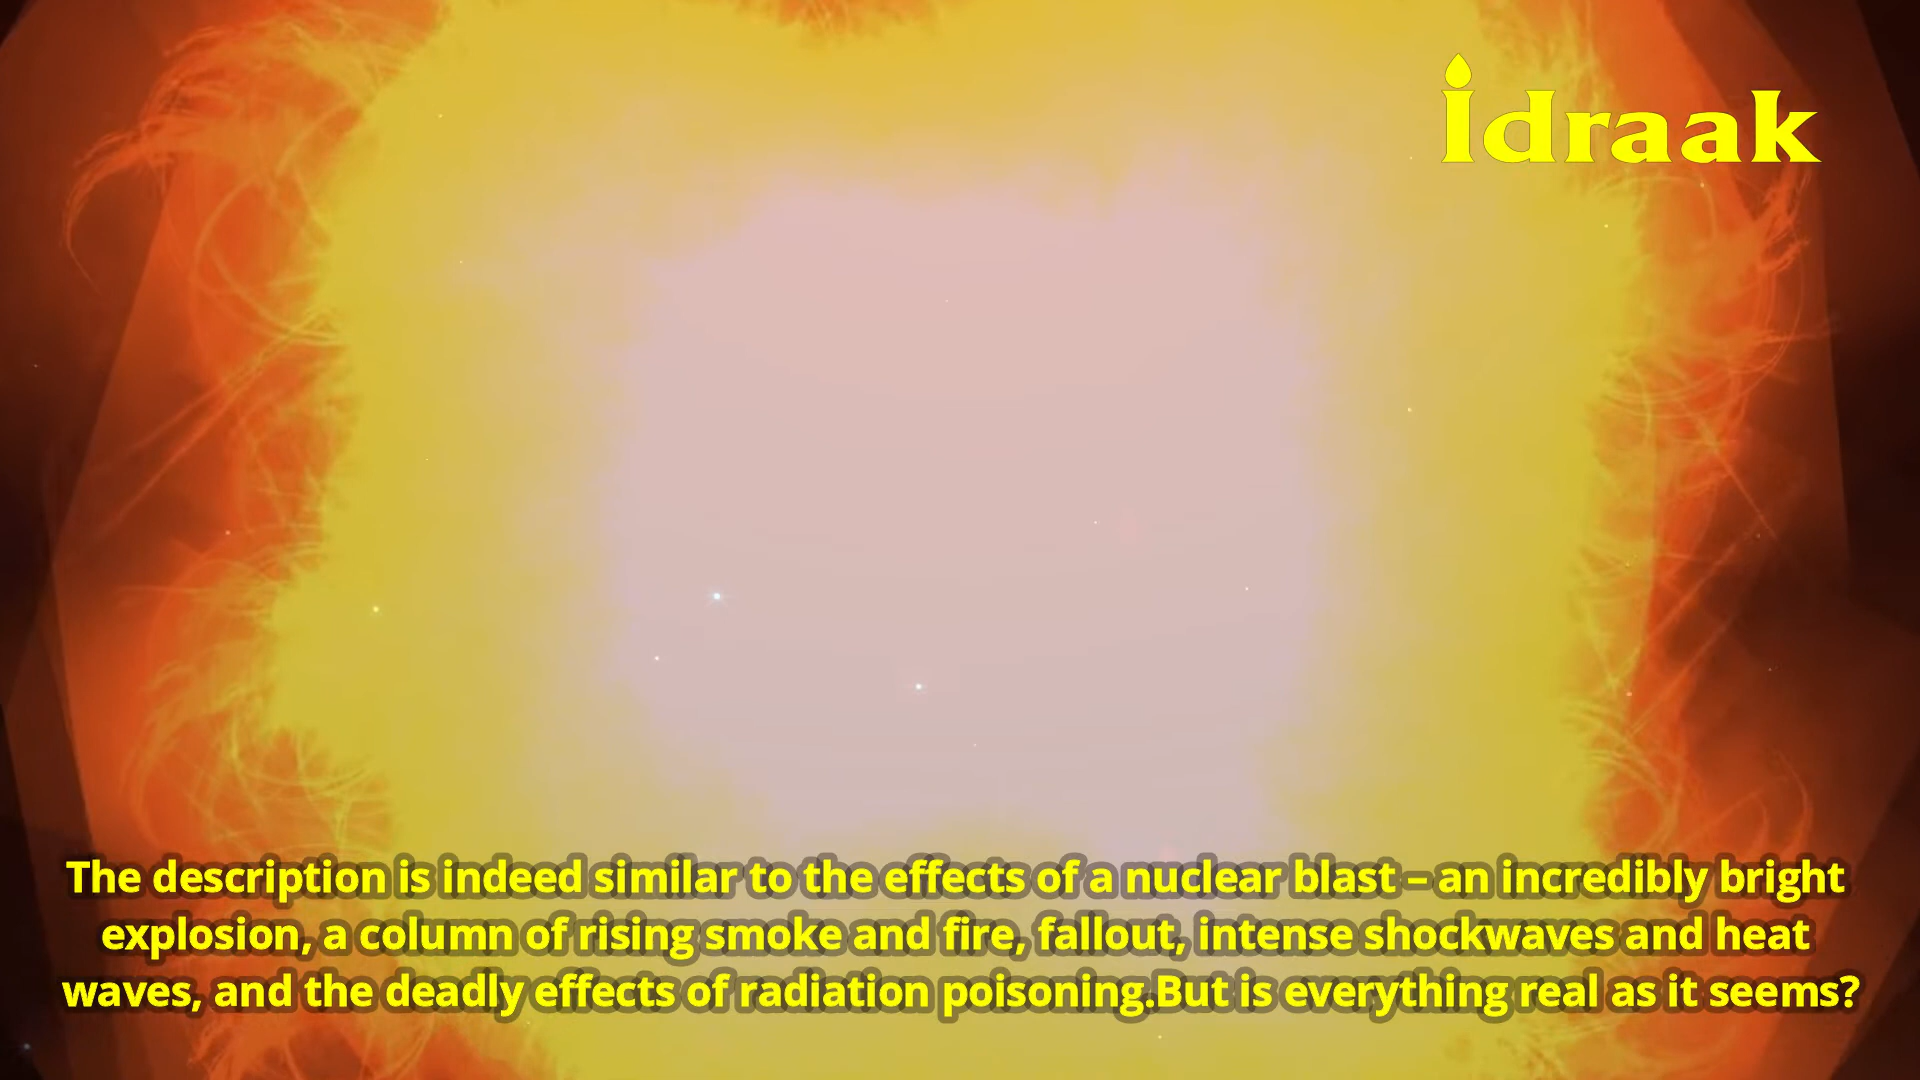 idraak
The description is indeed similar to the effects of a nuclear blast – an incredibly bright
explosion, a column of rising smoke and fire, fallout, intense shockwaves and heat
waves, and the deadly effects of radiation poisoning.But is everything real as it seems?